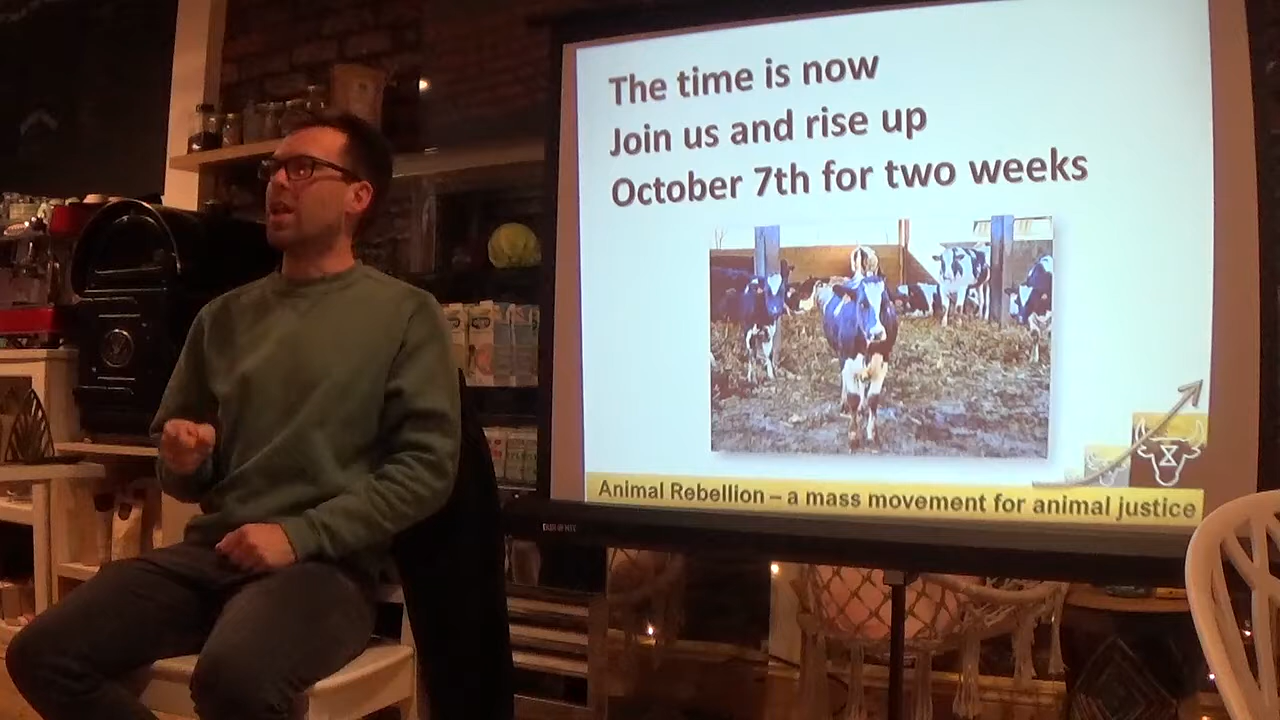 The time is now
Join us and rise up
October 7th for two weeks
Animal Rebellion – a mass movement for animal justice